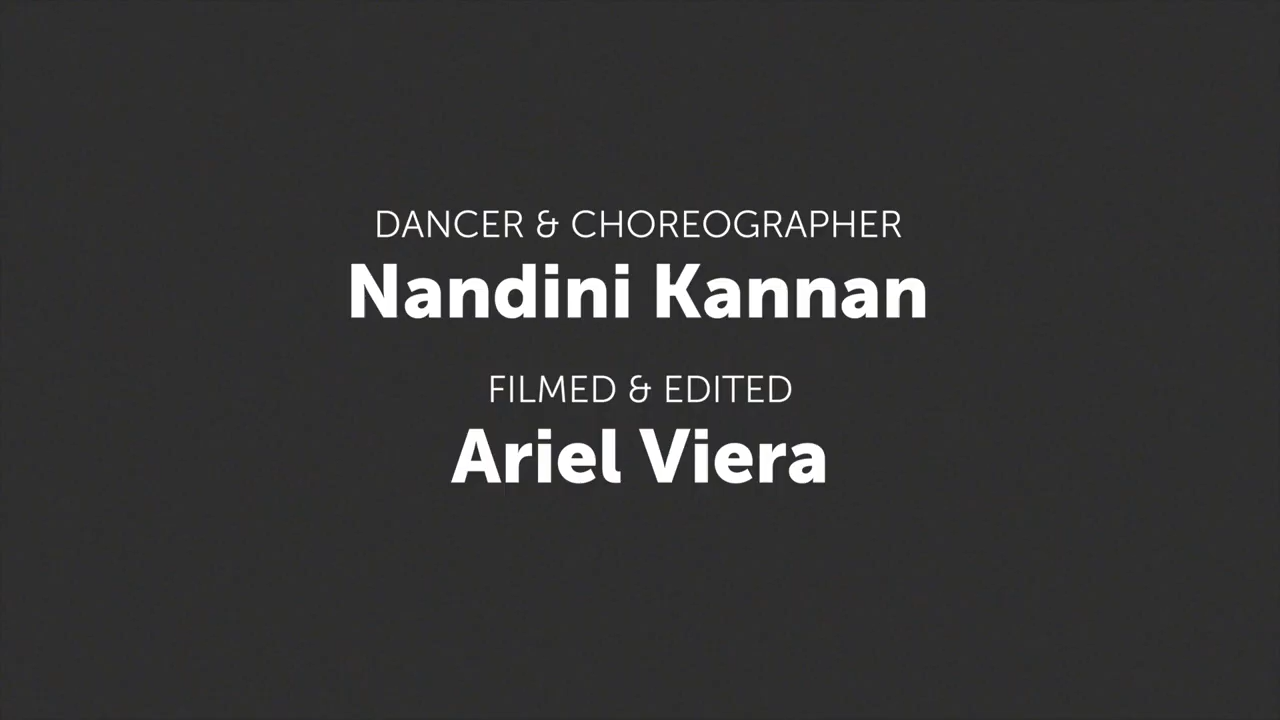 DANCER & CHOREOGRAPHER
Nandini Kannan
FILMED & EDITED
Ariel Viera